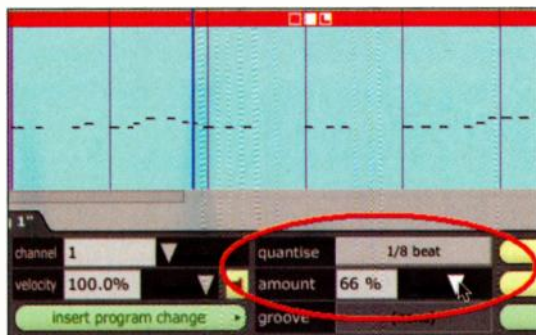 1"
channel 1
quantise 1/8 beat
velocity 100.0%
amount 66 %
insert program change
groove